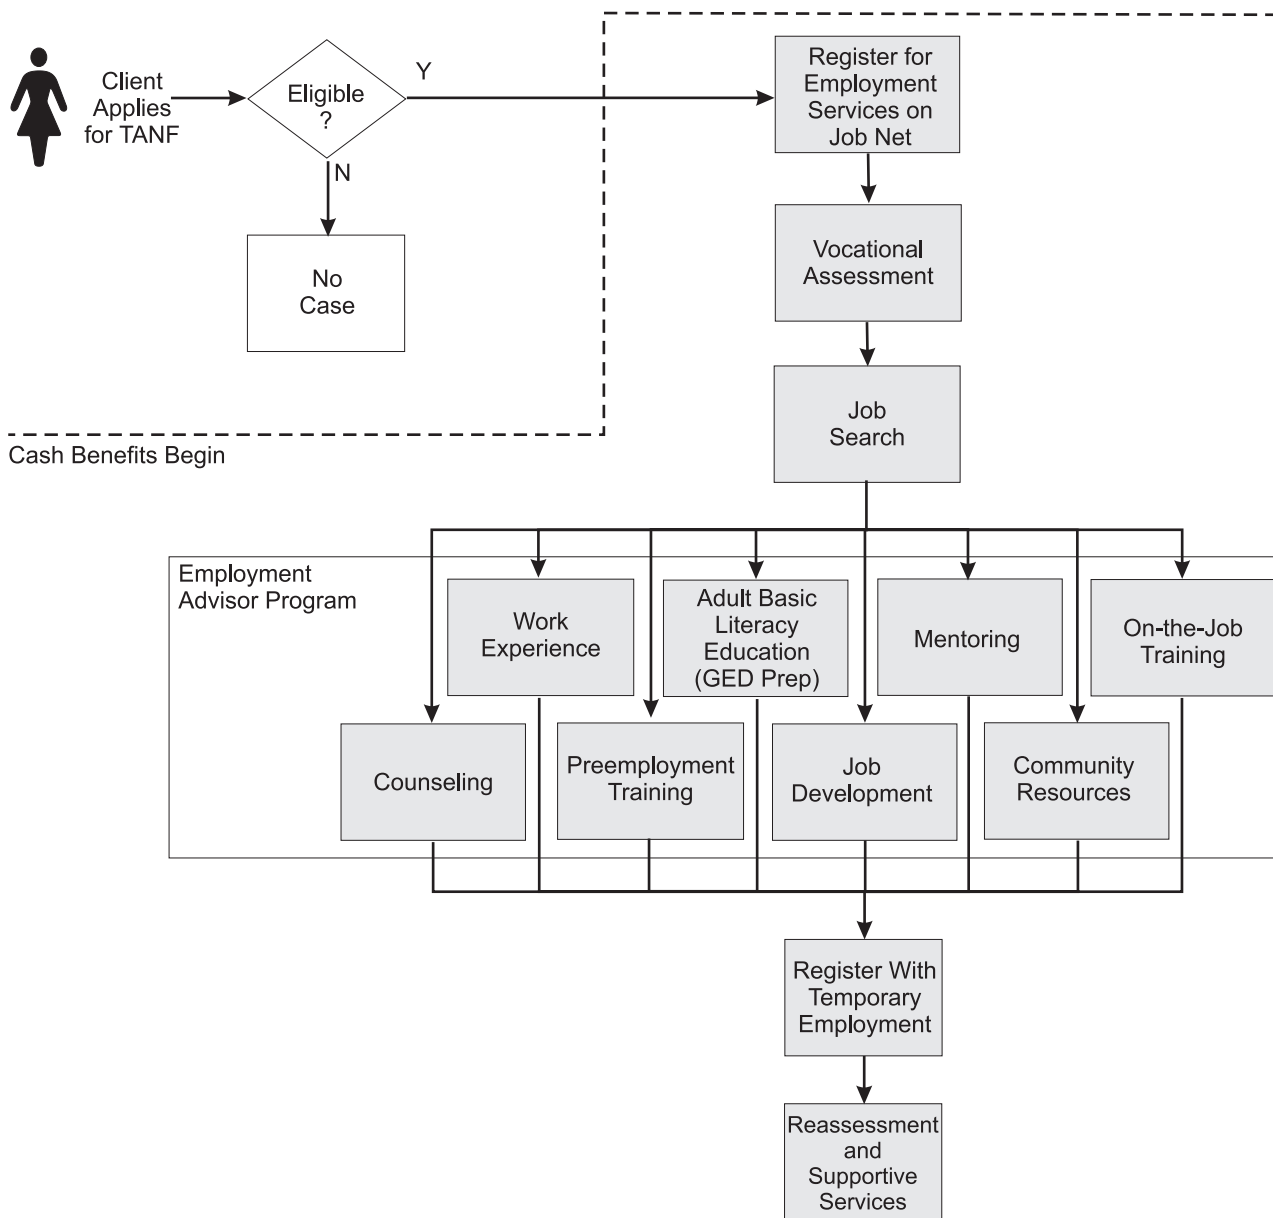 Client
Applies
for TANF
Eligible
?
Y
N
No
Case
Register for
Employment
Services on
Job Net
Vocational
Assessment
Job
Search
Cash Benefits Begin
Employment
Advisor Program
Work
Experience
Adult Basic
Literacy
Education
(GED Prep)
Mentoring
On-the-Job
Training
Counseling
Preemployment
Training
Job
Development
Community
Resources
Register With
Temporary
Employment
Reassessment
and
Supportive
Services